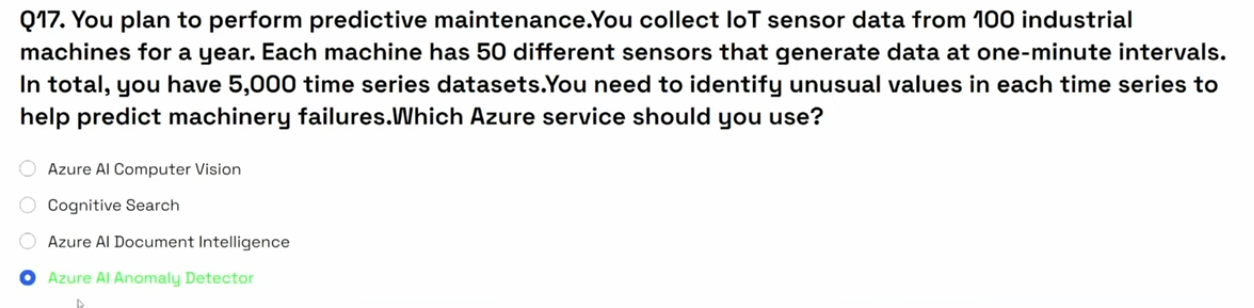 Q17. You plan to perform predictive maintenance.You collect IoT sensor data from 100 industrial
machines for a year. Each machine has 50 different sensors that generate data at one-minute intervals.
In total, you have 5,000 time series datasets.You need to identify unusual values in each time series to
help predict machinery failures.Which Azure service should you use?
Azure AI Computer Vision
Cognitive Search
Azure AI Document Intelligence
Azure AI Anomaly Detector